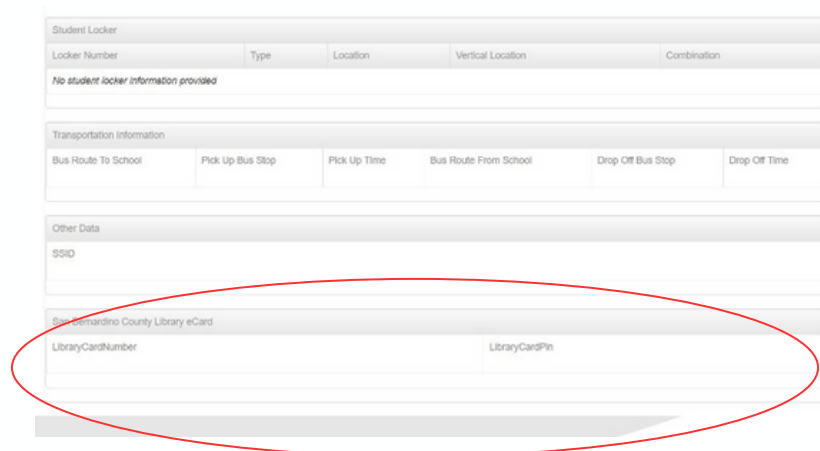 Student Locker
Locker Number Type Location Vertical Location Combination
No student locker information provided
Transportation Information
Bus Route To School Pick Up Bus Stop Pick Up Time Bus Route From School Drop Off Bus Stop Drop Off Time
Other Data
SSID
San Bernardino County Library eCard
LibraryCardNumber LibraryCardPin